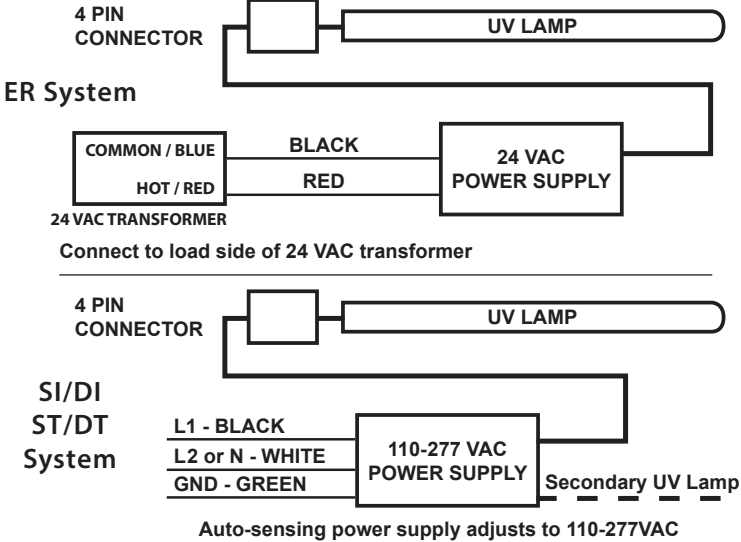 4 PIN
CONNECTOR
UV LAMP
ER System
COMMON / BLUE
HOT / RED
BLACK
RED
24 VAC
POWER SUPPLY
24 VAC TRANSFORMER
Connect to load side of 24 VAC transformer
4 PIN
CONNECTOR
UV LAMP
SI/DI
ST/DT
System
L1 - BLACK
L2 or N - WHITE
GND - GREEN
110-277 VAC
POWER SUPPLY
Secondary UV Lamp
Auto-sensing power supply adjusts to 110-277VAC